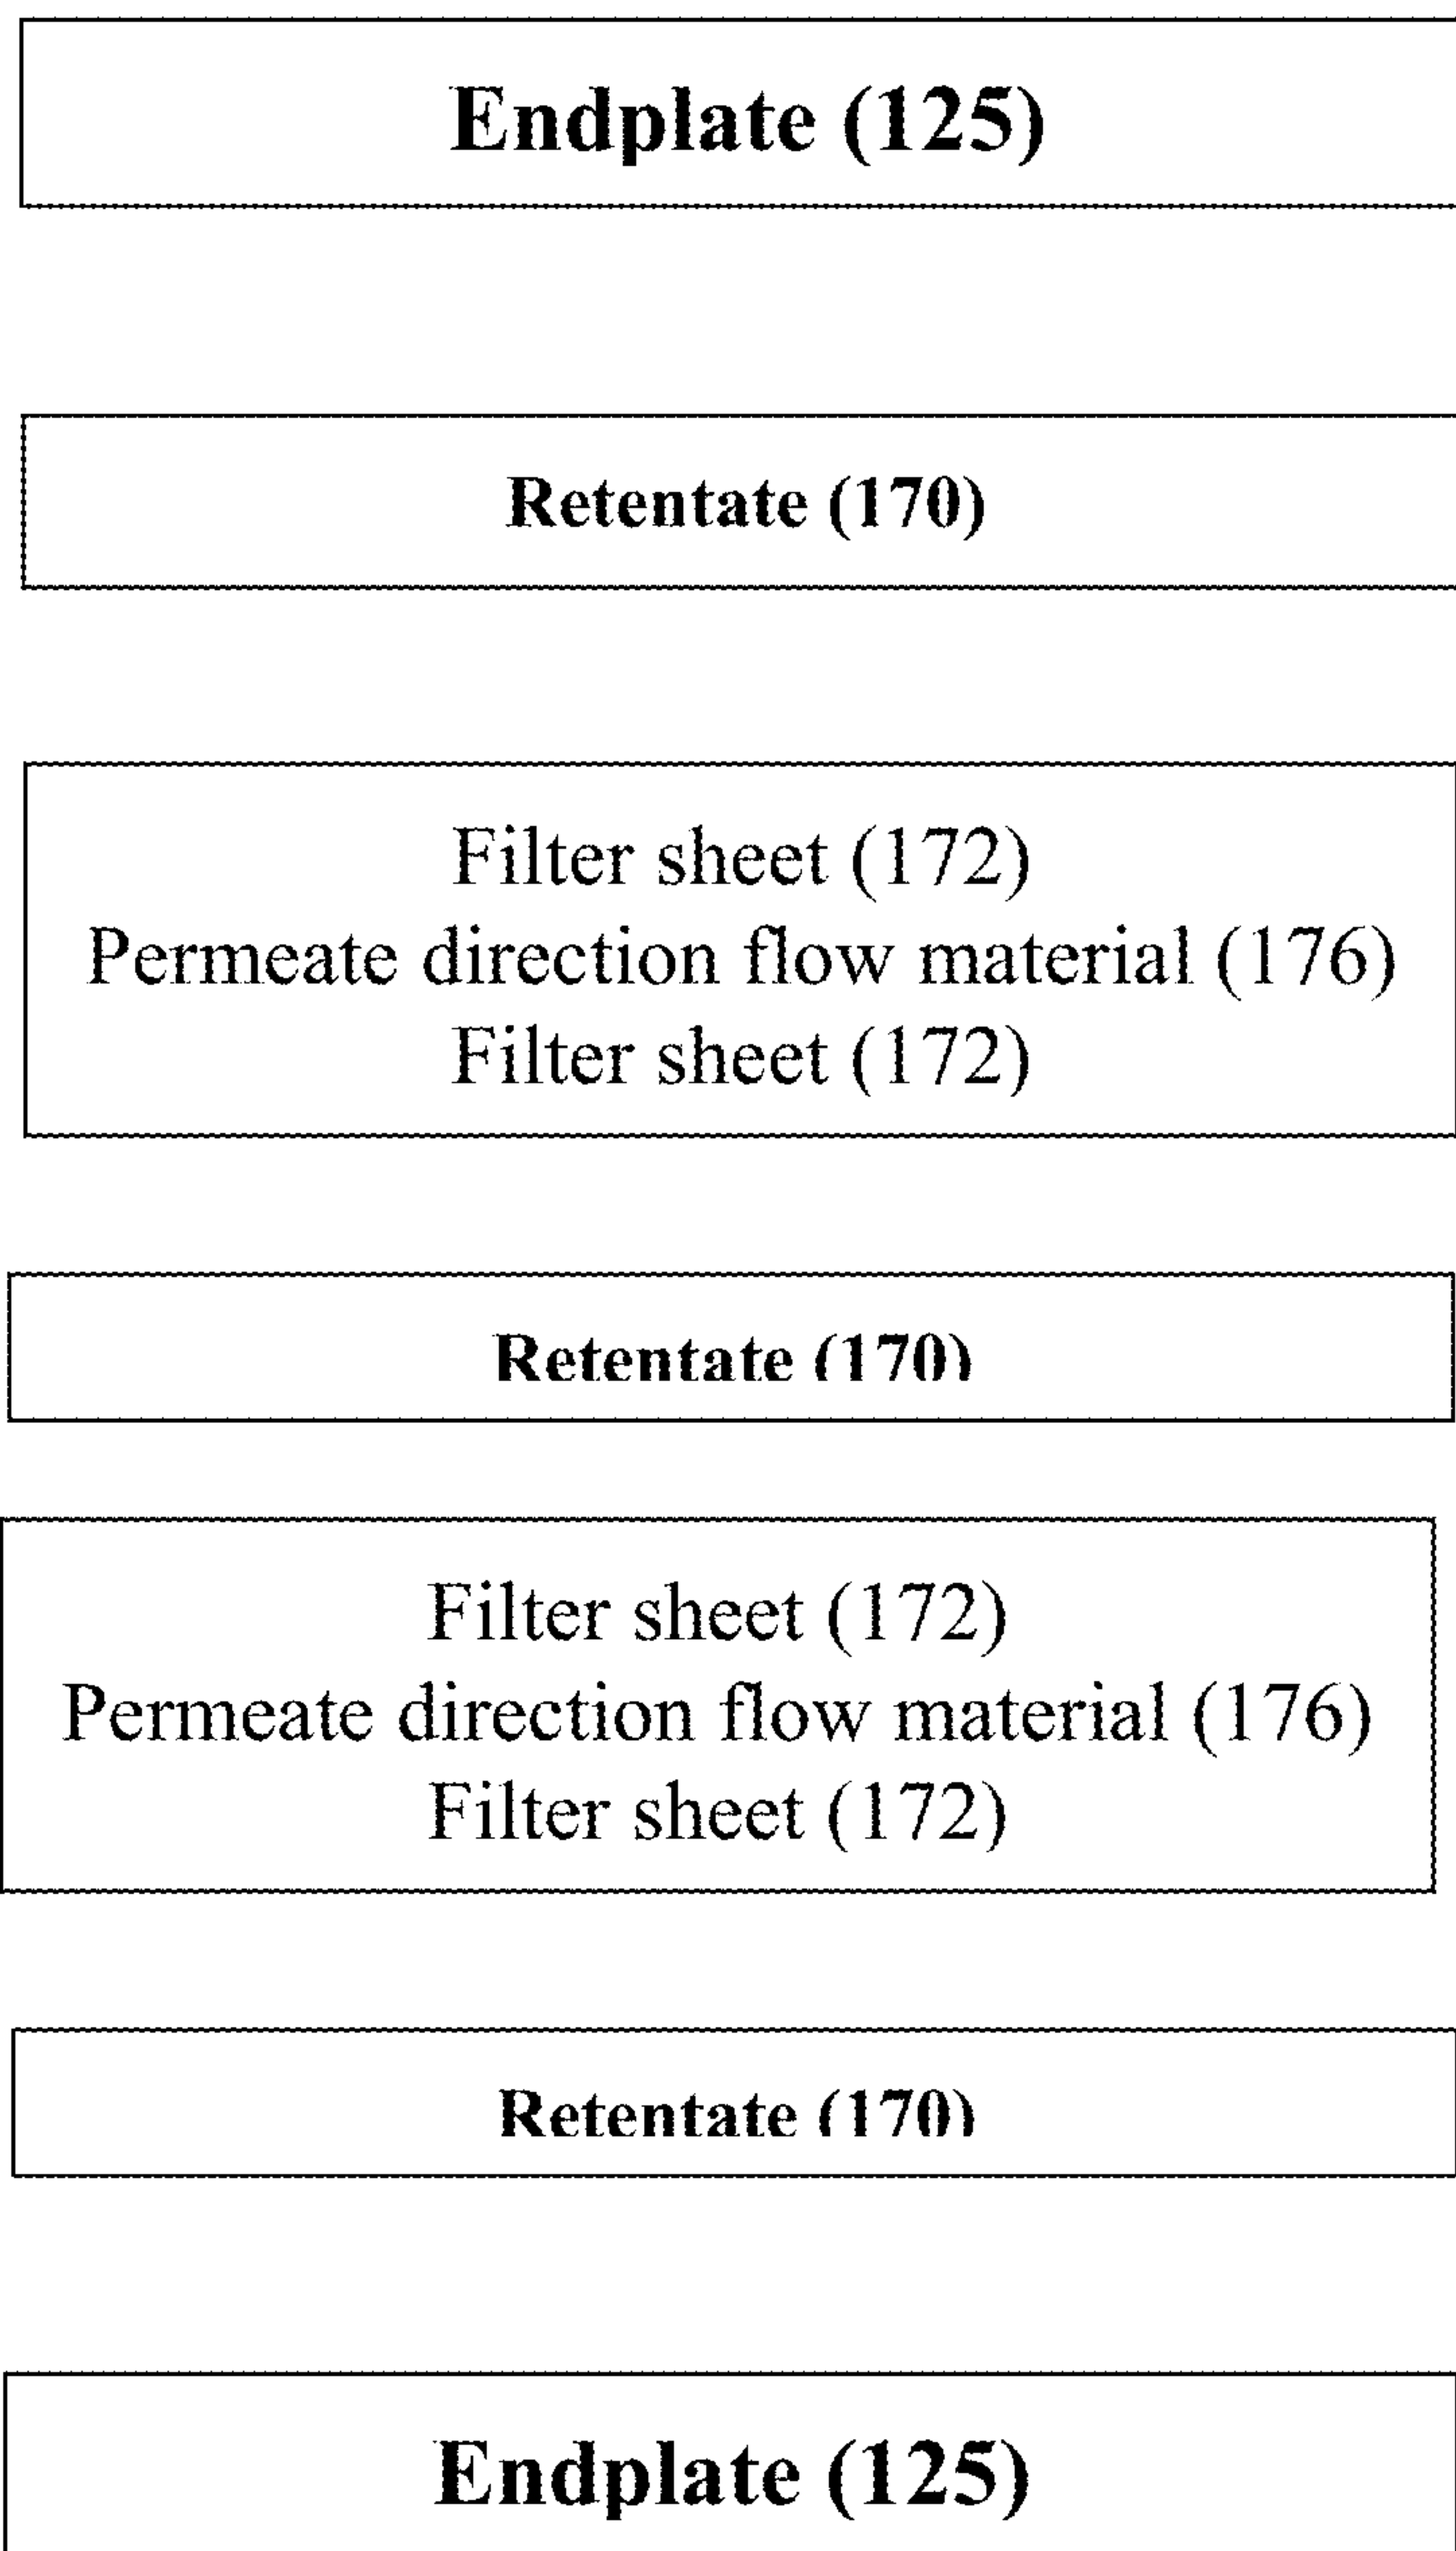 Endplate (125)
Retentate (170)
Filter sheet (172)
Permeate direction flow material (176)
Filter sheet (172)
Retentate (170)
Filter sheet (172)
Permeate direction flow material (176)
Filter sheet (172)
Retentate (170)
Endplate (125)